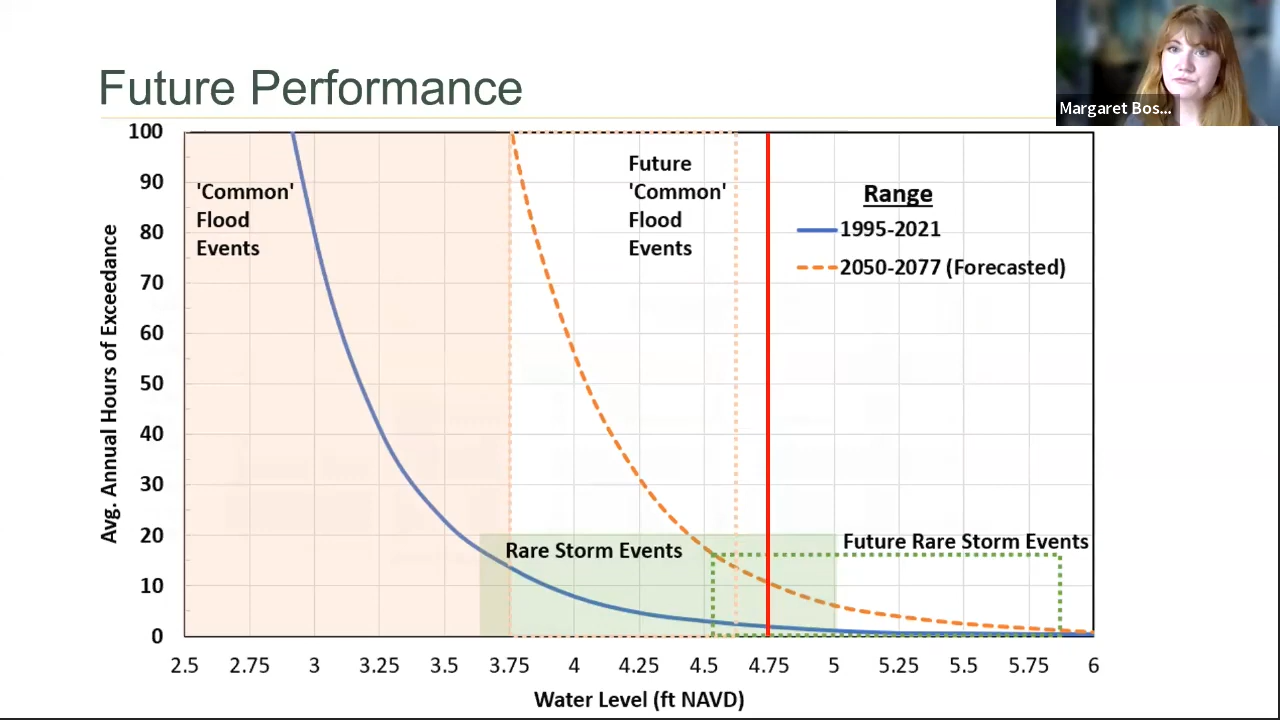 Future Performance
Margaret Bos...
100
90
80
70
60
50
40
30
20
10
0
Avg. Annual Hours of Exceedance
'Common'
Flood
Events
Future
'Common'
Flood
Events
Range
1995-2021
2050-2077 (Forecasted)
Rare Storm Events
Future Rare Storm Events
2.5 2.75 3 3.25 3.5 3.75 4 4.25 4.5 4.75 5 5.25 5.5 5.75 6
Water Level (ft NAVD)